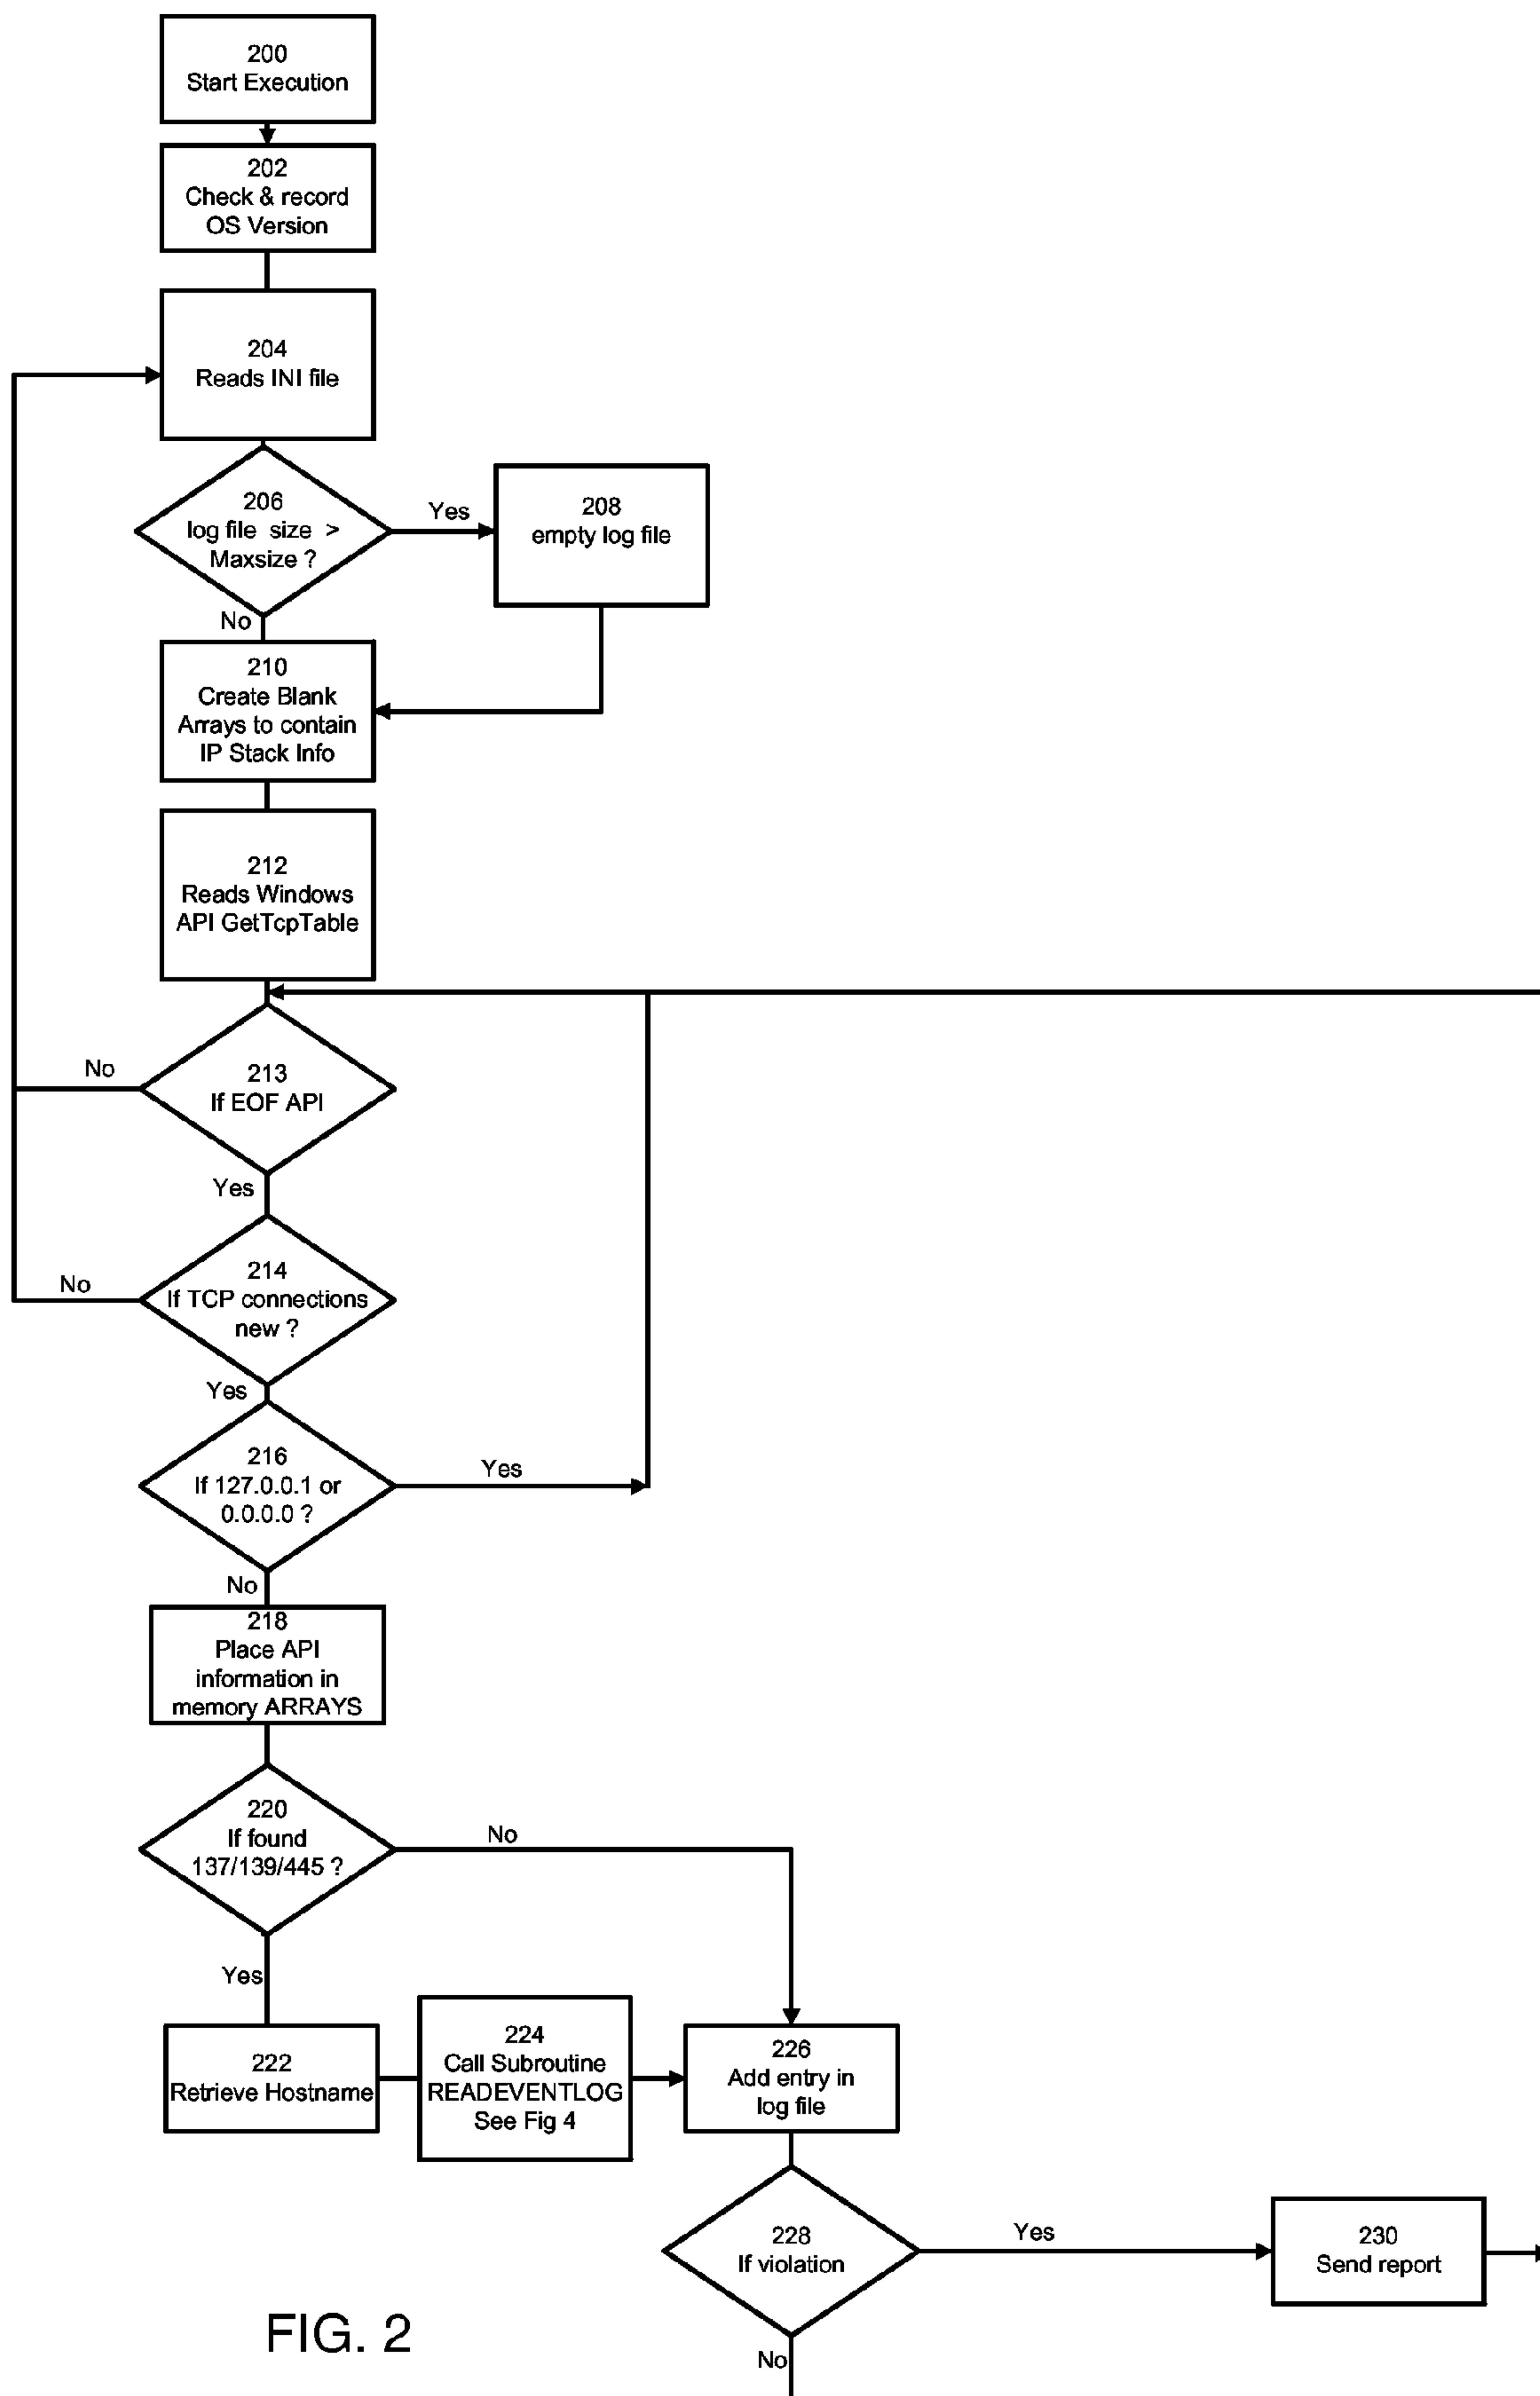 200
Start Execution
202
Check & record
OS Version
204
Reads INI file
206
log file size >
Maxsize ?
Yes
208
empty log file
No
210
Create Blank
Arrays to contain
IP Stack Info
212
Reads Windows
API GetTcpTable
213
If EOF API
No
Yes
214
If TCP connections
new ?
No
Yes
216
If 127.0.0.1 or
0.0.0.0 ?
Yes
No
218
Place API
information in
memory ARRAYS
220
If found
137/139/445 ?
No
Yes
222
Retrieve Hostname
224
Call Subroutine
READEVENTLOG
See Fig 4
226
Add entry in
log file
228
If violation
Yes
230
Send report
No
FIG. 2